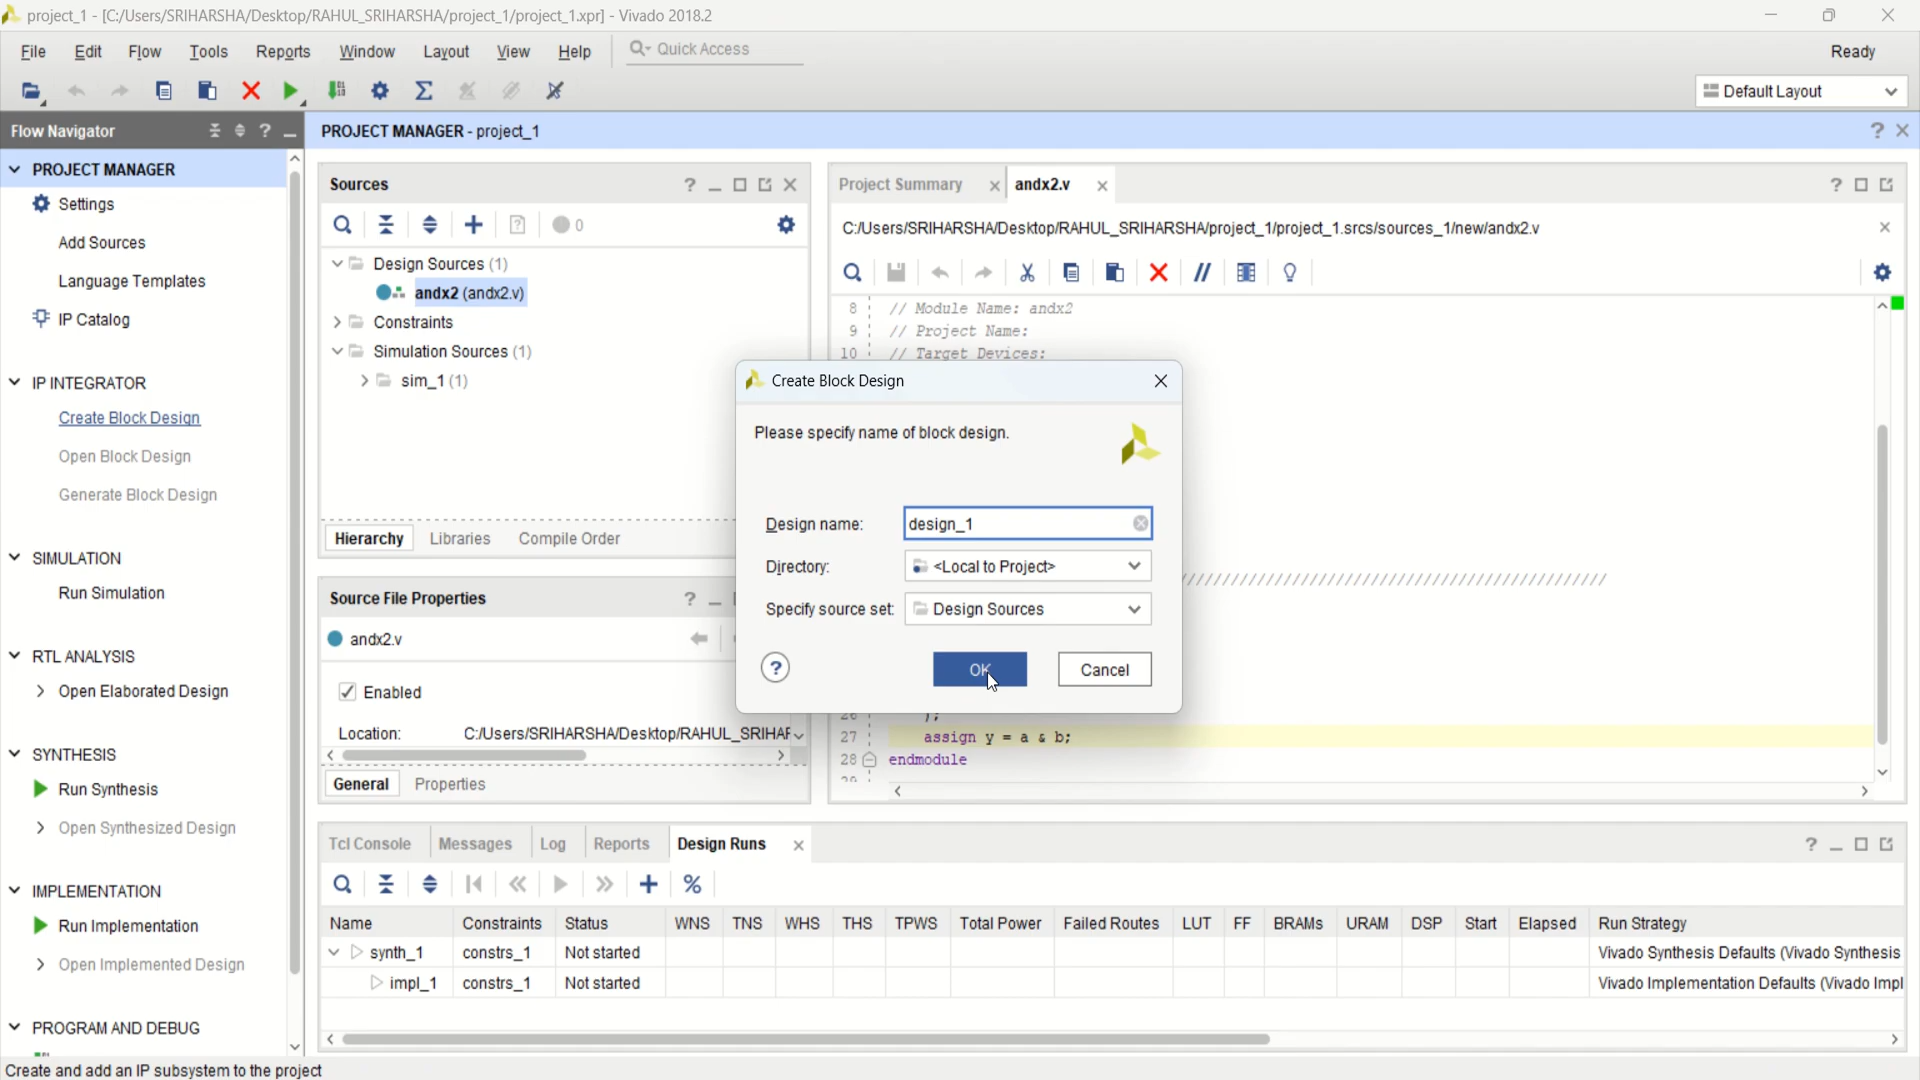 project_1 - [C:/Users/SRIHARSHA/Desktop/RAHUL_SRIHARSHA/project_1/project_1.xpr] - Vivado 2018.2
File Edit Flow Tools Reports Window Layout View Help Quick Access Ready
Default Layout
Flow Navigator
PROJECT MANAGER - project_1
PROJECT MANAGER
Settings
Add Sources
Language Templates
IP Catalog
IP INTEGRATOR
Create Block Design
Open Block Design
Generate Block Design
SIMULATION
Run Simulation
RTL ANALYSIS
Open Elaborated Design
SYNTHESIS
Run Synthesis
Open Synthesized Design
IMPLEMENTATION
Run Implementation
Open Implemented Design
PROGRAM AND DEBUG
Sources
0
Design Sources (1)
andx2 (andx2.v)
Constraints
Simulation Sources (1)
sim_1 (1)
Hierarchy Libraries Compile Order
Source File Properties
andx2.v
Enabled
Location: C:/Users/SRIHARSHA/Desktop/RAHUL_SRIHAR
General Properties
Project Summary andx2.v
C:/Users/SRIHARSHA/Desktop/RAHUL_SRIHARSHA/project_1/project_1.srcs/sources_1/new/andx2.v
8 // Module Name: andx2
9 // Project Name:
10 // Target Devices:
Create Block Design
Please specify name of block design.
Design name: design_1
Directory: <Local to Project>
Specify source set: Design Sources
? OK Cancel
26 );
27 assign y = a & b;
28 endmodule
29
Tcl Console Messages Log Reports Design Runs
Name Constraints Status WNS TNS WHS THS TPWS Total Power Failed Routes LUT FF BRAMs URAM DSP Start Elapsed Run Strategy
synth_1 constrs_1 Not started Vivado Synthesis Defaults (Vivado Synthesis
impl_1 constrs_1 Not started Vivado Implementation Defaults (Vivado Impl
Create and add an IP subsystem to the project